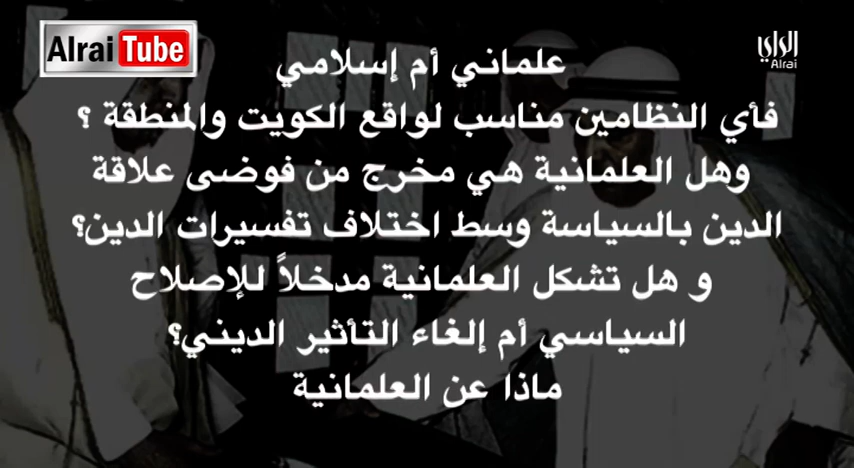 Alrai Tube
الراي
Alrai
علماني أم إسلامي
فأي النظامين مناسب لواقع الكويت والمنطقة ؟
وهل العلمانية هي مخرج من فوضى علاقة
الدين بالسياسة وسط اختلاف تفسيرات الدين؟
و هل تشكل العلمانية مدخلاً للإصلاح
السياسي أم إلغاء التأثير الديني؟
ماذا عن العلمانية